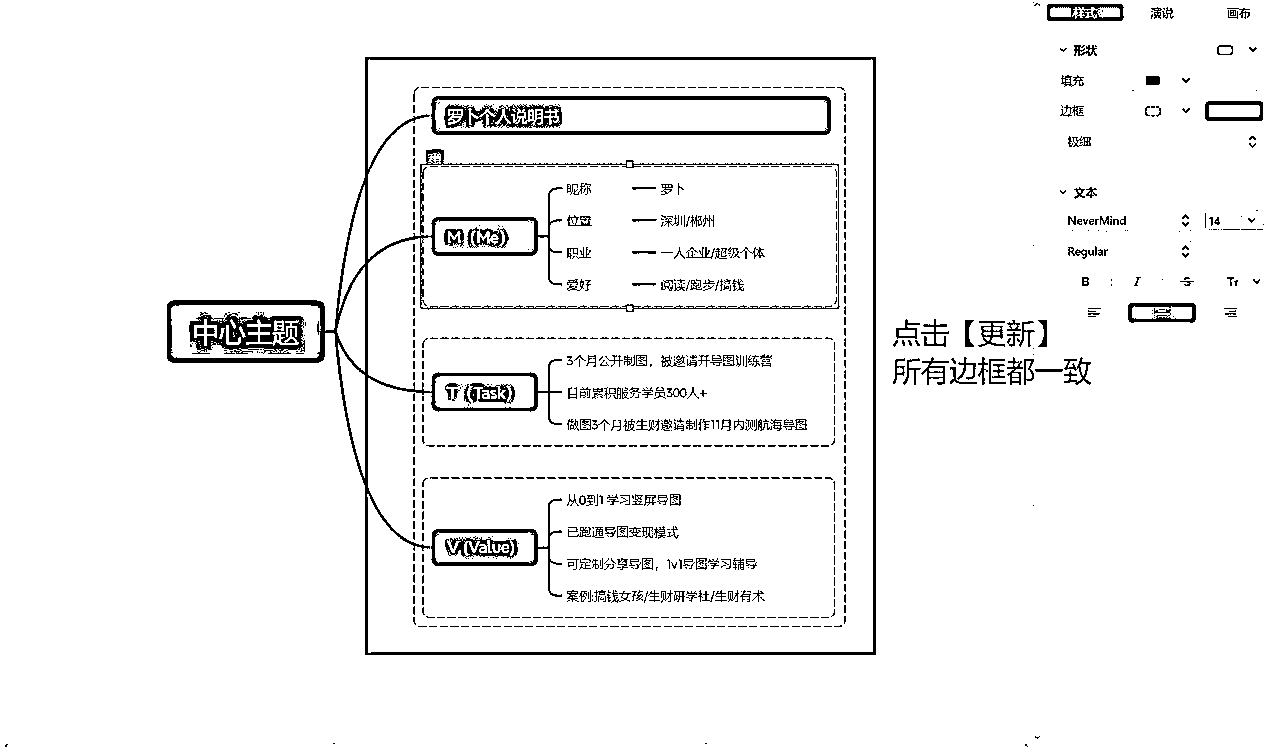 样式
演说
画布
形状
填充
边框
极细
文本
NeverMind
14
Regular
B
I
S
Tr
罗卜个人说明书
中心主题
M (Me)
昵称
罗卜
位置
深圳/郴州
职业
一人企业/超级个体
爱好
阅读/跑步/搞钱
T (Task)
3个月公开制图，被邀请开导图训练营
目前累积服务学员300人+
做图3个月被生财邀请制作11月内测航海导图
V (Value)
从0到1学习竖屏导图
已跑通导图变现模式
可定制分享导图，1v1导图学习辅导
案例:搞钱女孩/生财研学社/生财有术
点击【更新】
所有边框都一致